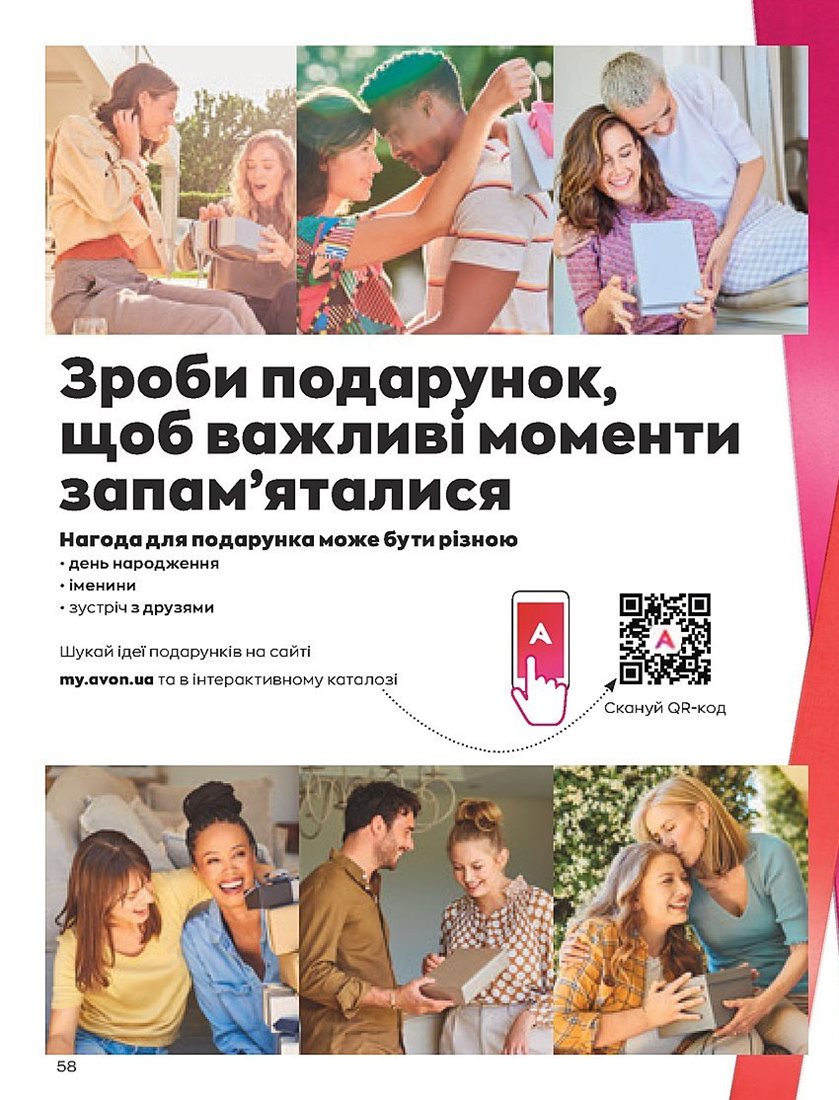 Зроби подарунок,
щоб важливі моменти
запам’яталися
Нагода для подарунка може бути різною
• день народження
• іменини
• зустріч з друзями
Шукай ідеї подарунків на сайті
my.avon.ua та в інтерактивному каталозі
A
A
Скануй QR-код
58